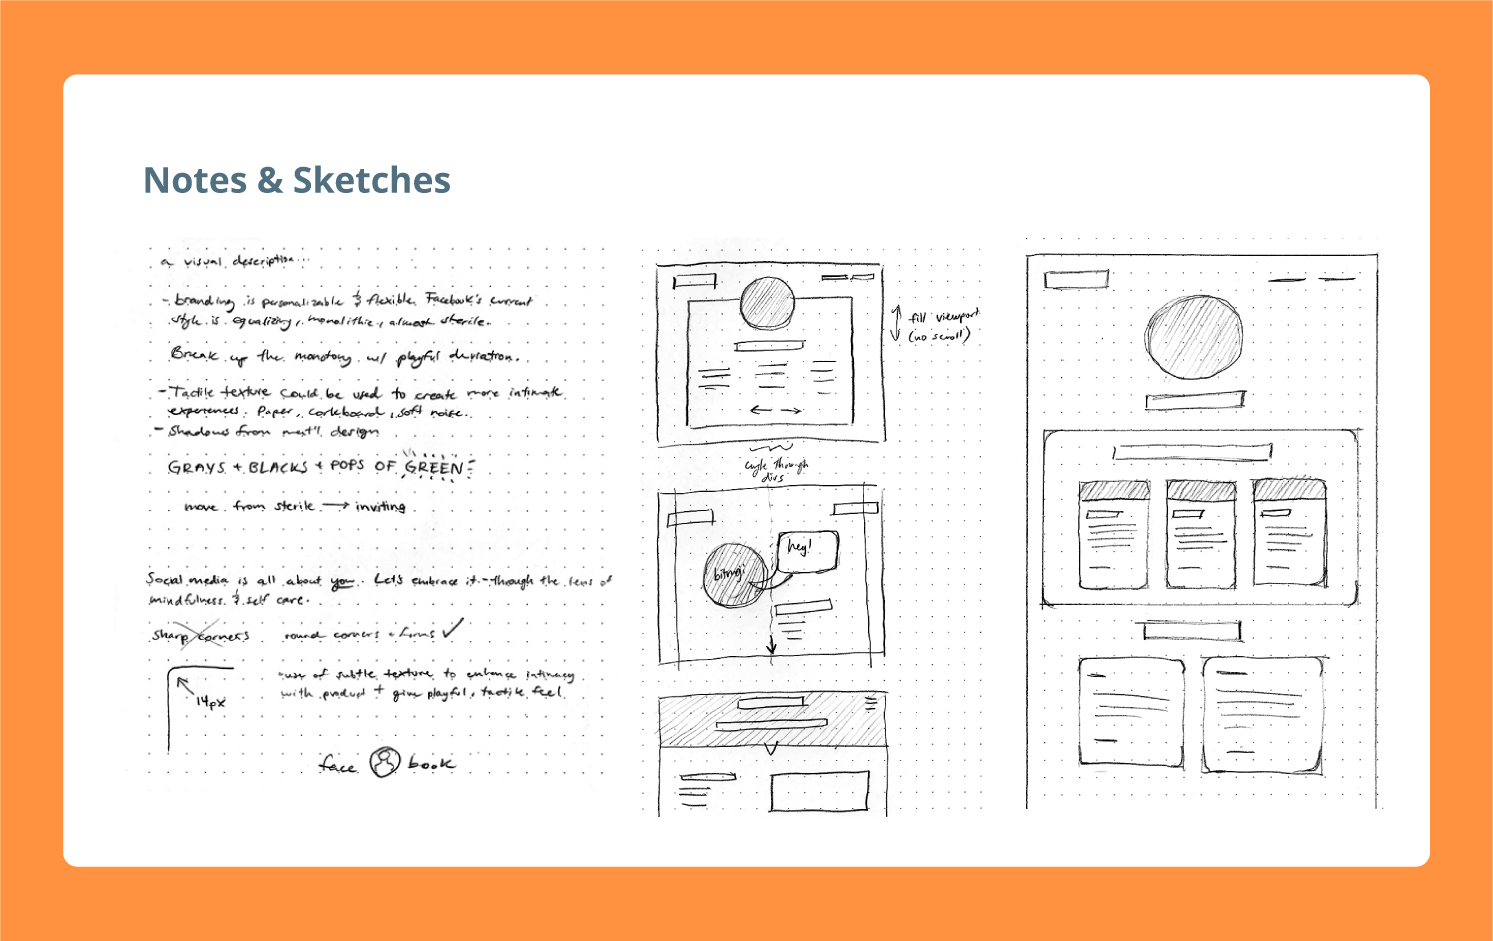 Notes & Sketches
a visual description...
- branding is personalizable & flexible. Facebook's current
style is equalizing, monolithic, almost sterile.
Break up the monotony w/ playful deviation.
- Tactile texture could be used to create more intimate
experiences. Paper, corkboard, soft noise.
- Shadows from mat'l design
GRAYS + BLACKS + POPS OF GREEN
move from sterile → inviting
Social media is all about you. Let's embrace it - through the lens of
mindfulness & self care.
sharp corners round corners + forms ✓
14px
-use of subtle texture to enhance intimacy
with product + give playful, tactile feel.
face book
fill viewport
(no scroll)
cycle through
divs
hey!
bitmoji